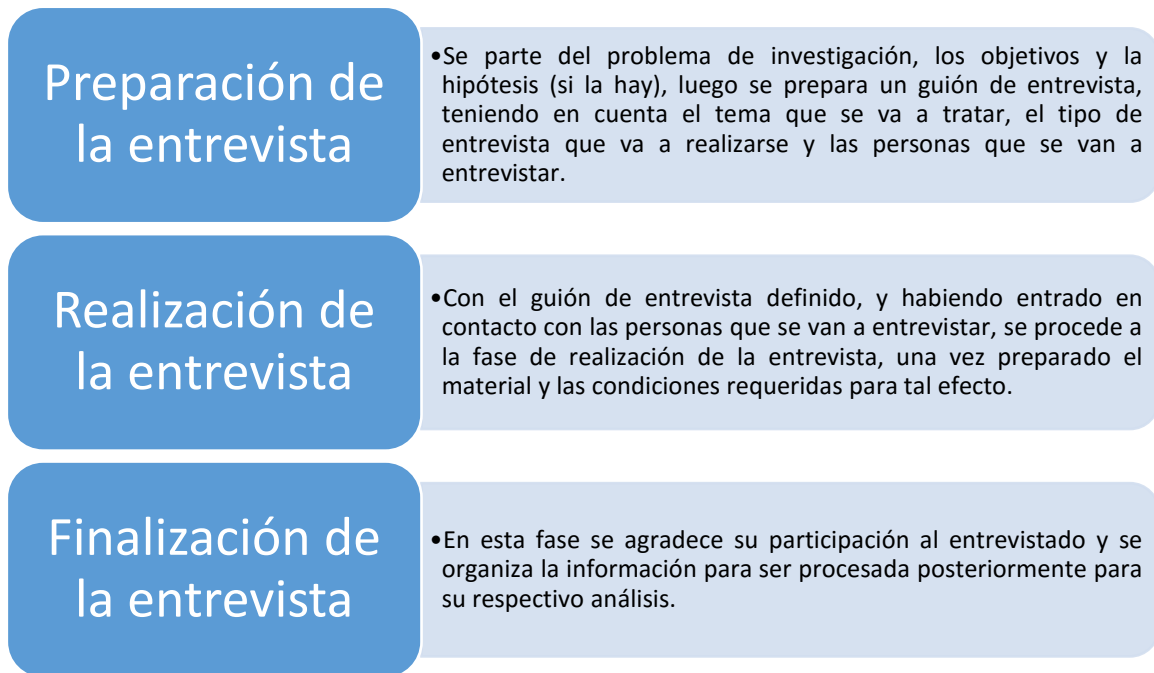 Preparación de
la entrevista
•Se parte del problema de investigación, los objetivos y la
hipótesis (si la hay), luego se prepara un guión de entrevista,
teniendo en cuenta el tema que se va a tratar, el tipo de
entrevista que va a realizarse y las personas que se van a
entrevistar.
Realización de
la entrevista
•Con el guión de entrevista definido, y habiendo entrado en
contacto con las personas que se van a entrevistar, se procede a
la fase de realización de la entrevista, una vez preparado el
material y las condiciones requeridas para tal efecto.
Finalización de
la entrevista
•En esta fase se agradece su participación al entrevistado y se
organiza la información para ser procesada posteriormente para
su respectivo análisis.